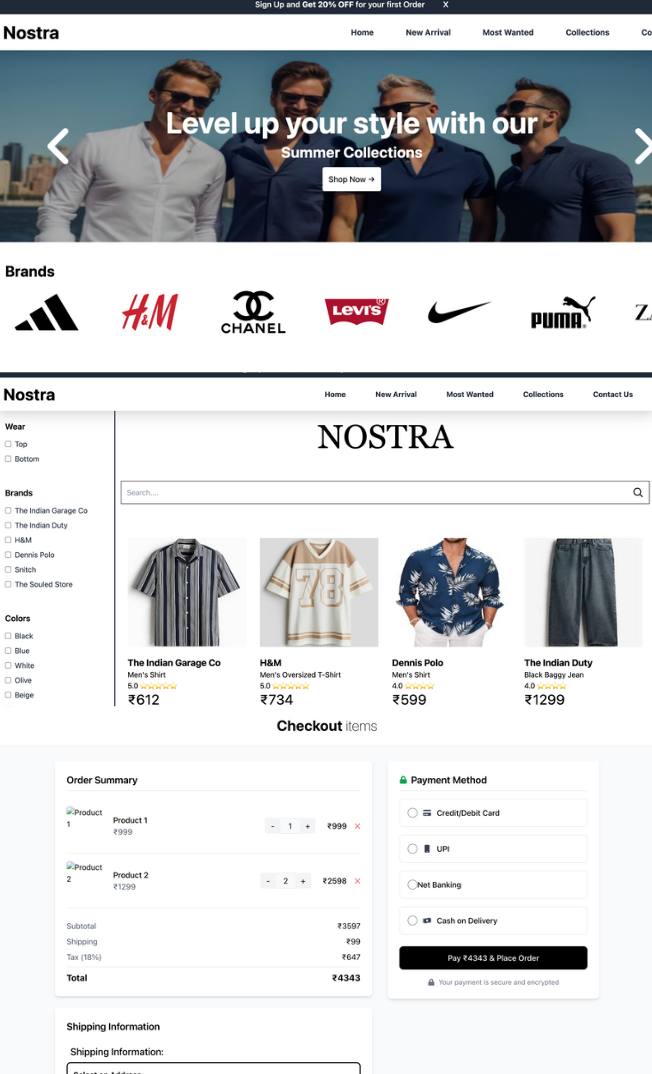 Sign Up and Get 20% OFF for your first Order X
Nostra Home New Arrival Most Wanted Collections Co
Level up your style with our
Summer Collections
Shop Now →
Brands
H&M CHANEL Levi's® PUMA ZA
Nostra Home New Arrival Most Wanted Collections Contact Us
Wear
Top
Bottom
Brands
The Indian Garage Co
The Indian Duty
H&M
Dennis Polo
Snitch
The Souled Store
Colors
Black
Blue
White
Olive
Beige
NOSTRA
Search....
78
The Indian Garage Co
Men's Shirt
5.0
₹612
H&M
Men's Oversized T-Shirt
5.0
₹734
Dennis Polo
Men's Shirt
4.0
₹599
The Indian Duty
Black Baggy Jean
4.0
₹1299
Checkout items
Order Summary
Product 1
Product 1
₹999
- 1 + ₹999 ×
Product 2
Product 2
₹1299
- 2 + ₹2598 ×
Subtotal ₹3597
Shipping ₹99
Tax (18%) ₹647
Total ₹4343
Payment Method
Credit/Debit Card
UPI
Net Banking
Cash on Delivery
Pay ₹4343 & Place Order
Your payment is secure and encrypted
Shipping Information
Shipping Information: